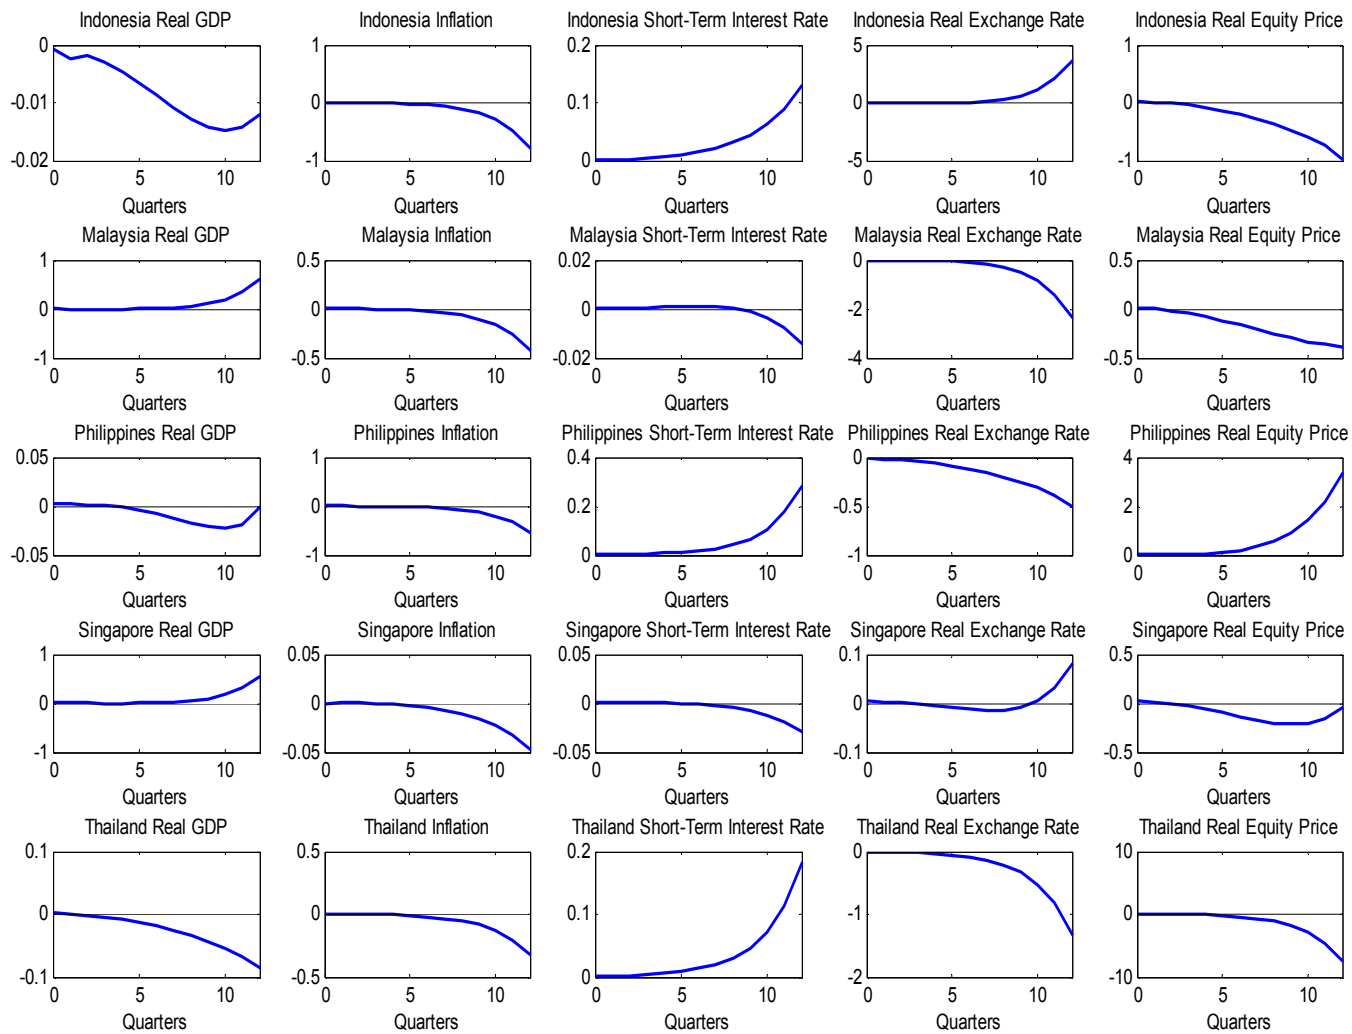 Indonesia Real GDP
0
-0.01
-0.02
0 5 10
Quarters
Indonesia Inflation
1
0
-1
0 5 10
Quarters
Indonesia Short-Term Interest Rate
0.2
0.1
0
0 5 10
Quarters
Indonesia Real Exchange Rate
5
0
-5
0 5 10
Quarters
Indonesia Real Equity Price
1
0
-1
0 5 10
Quarters
Malaysia Real GDP
1
0
-1
0 5 10
Quarters
Malaysia Inflation
0.5
0
-0.5
0 5 10
Quarters
Malaysia Short-Term Interest Rate
0.02
0
-0.02
0 5 10
Quarters
Malaysia Real Exchange Rate
0
-2
-4
0 5 10
Quarters
Malaysia Real Equity Price
0.5
0
-0.5
0 5 10
Quarters
Philippines Real GDP
0.05
0
-0.05
0 5 10
Quarters
Philippines Inflation
1
0
-1
0 5 10
Quarters
Philippines Short-Term Interest Rate
0.4
0.2
0
0 5 10
Quarters
Philippines Real Exchange Rate
0
-0.5
-1
0 5 10
Quarters
Philippines Real Equity Price
4
2
0
0 5 10
Quarters
Singapore Real GDP
1
0
-1
0 5 10
Quarters
Singapore Inflation
0.05
0
-0.05
0 5 10
Quarters
Singapore Short-Term Interest Rate
0.05
0
-0.05
0 5 10
Quarters
Singapore Real Exchange Rate
0.1
0
-0.1
0 5 10
Quarters
Singapore Real Equity Price
0.5
0
-0.5
0 5 10
Quarters
Thailand Real GDP
0.1
0
-0.1
0 5 10
Quarters
Thailand Inflation
0.5
0
-0.5
0 5 10
Quarters
Thailand Short-Term Interest Rate
0.2
0.1
0
0 5 10
Quarters
Thailand Real Exchange Rate
0
-1
-2
0 5 10
Quarters
Thailand Real Equity Price
10
0
-10
0 5 10
Quarters